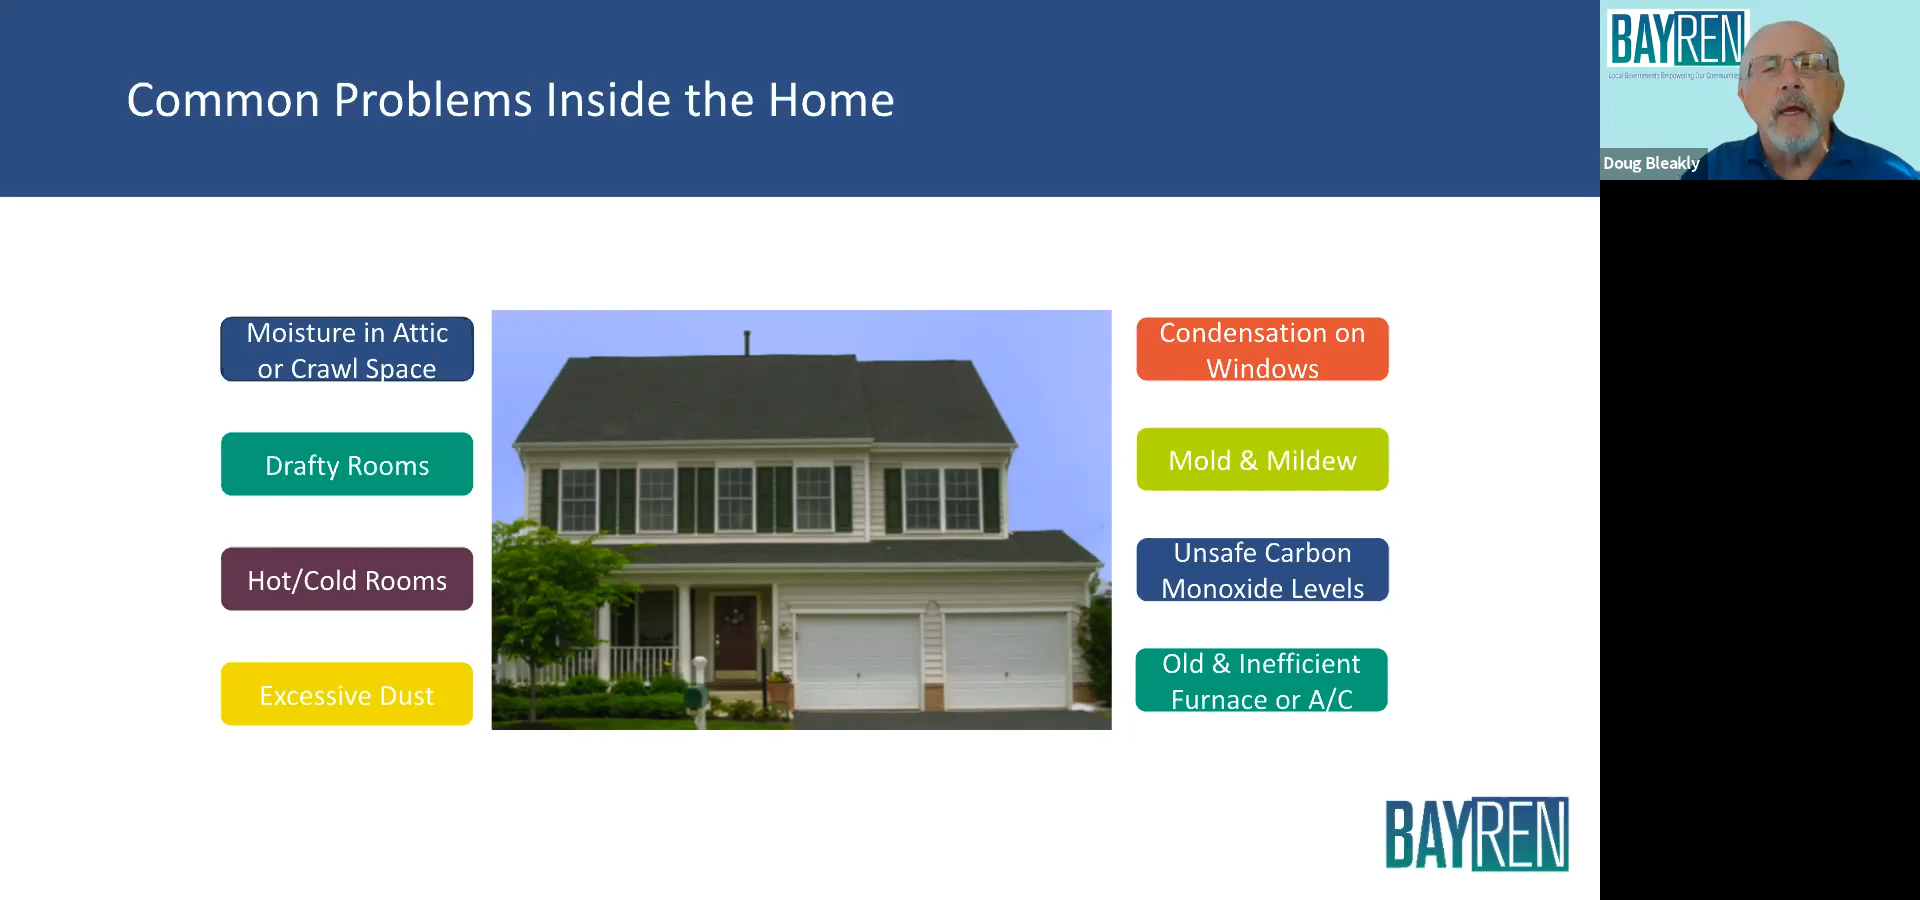 Common Problems Inside the Home
Moisture in Attic
or Crawl Space
Drafty Rooms
Hot/Cold Rooms
Excessive Dust
Condensation on
Windows
Mold & Mildew
Unsafe Carbon
Monoxide Levels
Old & Inefficient
Furnace or A/C
BAYREN
BAYREN
Local Governments Empowering Our Communities
Doug Bleakly